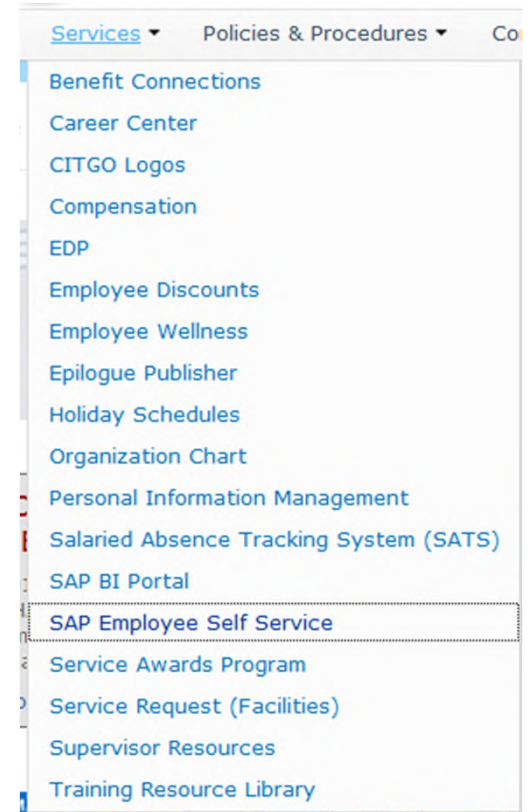 Services Policies & Procedures Co
Benefit Connections
Career Center
CITGO Logos
Compensation
EDP
Employee Discounts
Employee Wellness
Epilogue Publisher
Holiday Schedules
Organization Chart
Personal Information Management
Salaried Absence Tracking System (SATS)
SAP BI Portal
SAP Employee Self Service
Service Awards Program
Service Request (Facilities)
Supervisor Resources
Training Resource Library